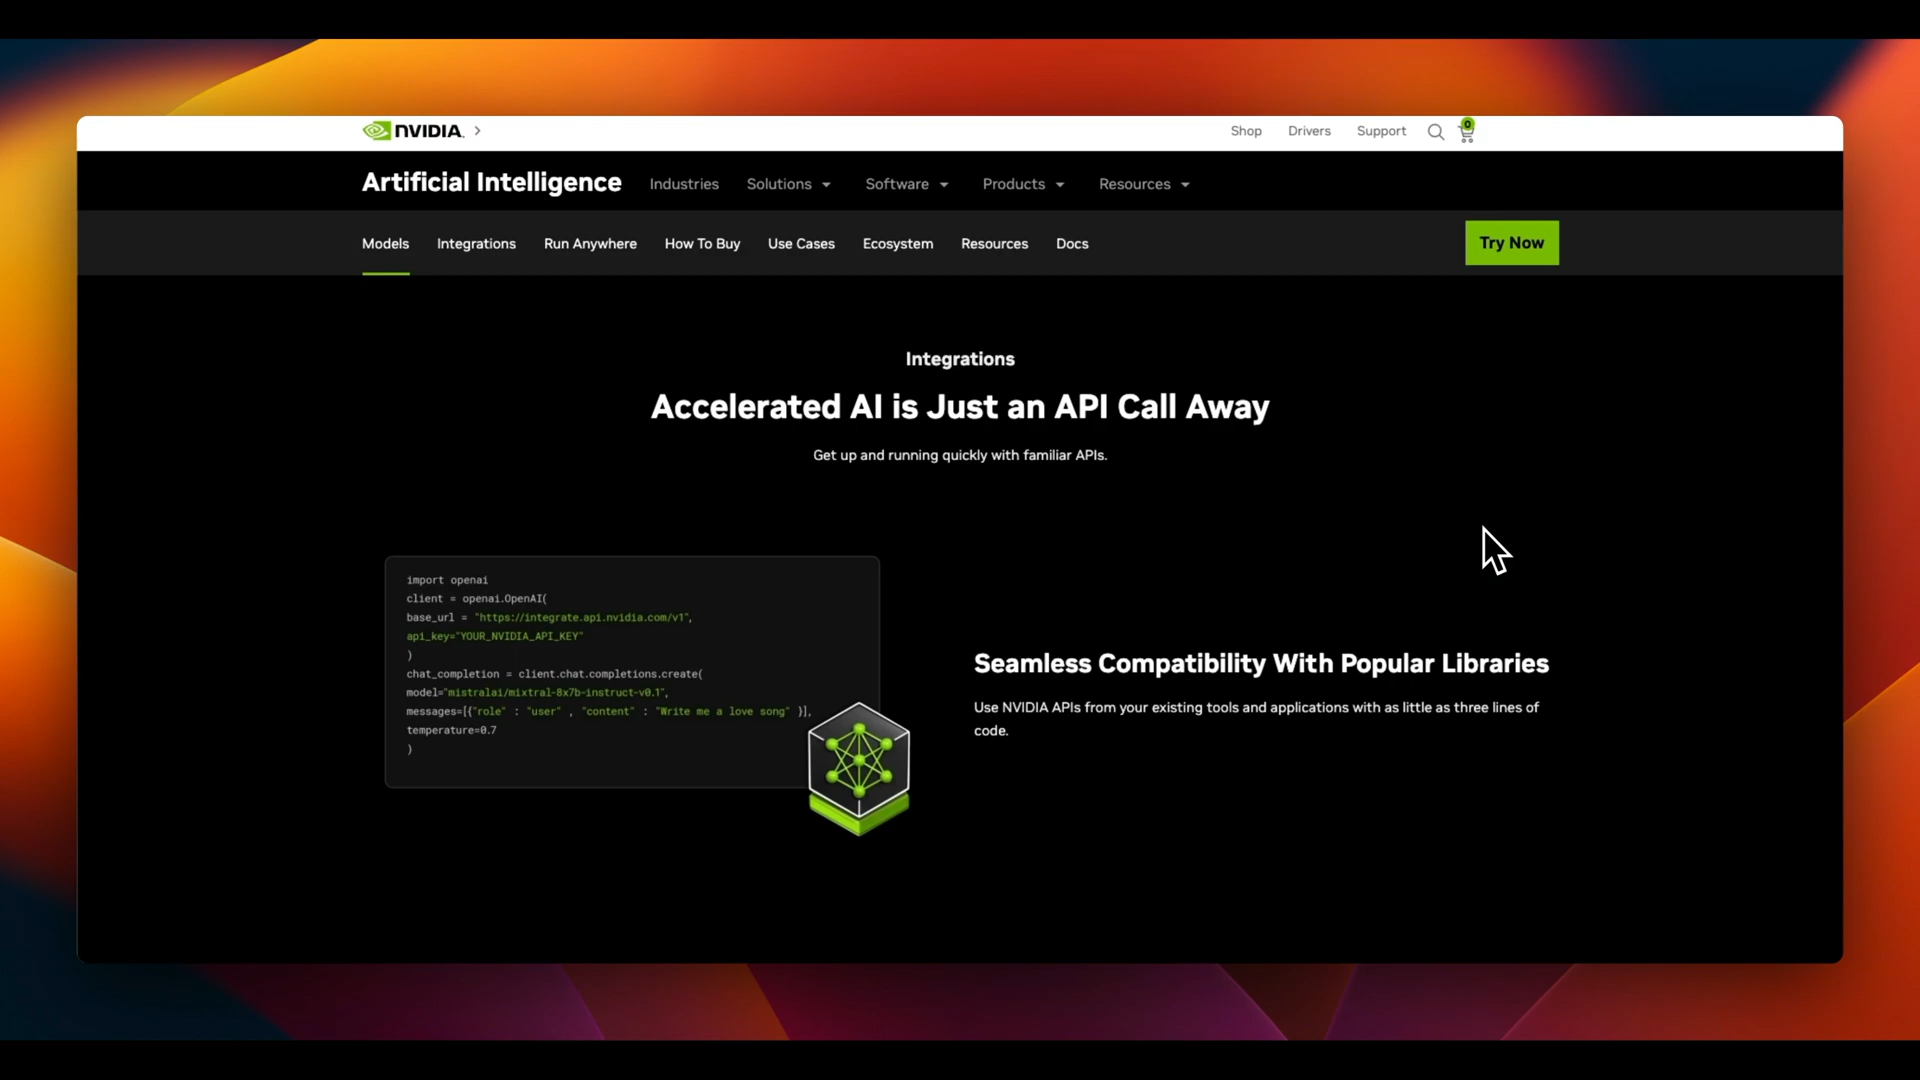 NVIDIA.
Shop Drivers Support 0
Artificial Intelligence Industries Solutions Software Products Resources
Models Integrations Run Anywhere How To Buy Use Cases Ecosystem Resources Docs Try Now
Integrations
Accelerated AI is Just an API Call Away
Get up and running quickly with familiar APIs.
import openai
client = openai.OpenAI(
base_url = "https://integrate.api.nvidia.com/v1",
api_key="YOUR_NVIDIA_API_KEY"
)
chat_completion = client.chat.completions.create(
model="mistralai/mixtral-8x7b-instruct-v0.1",
messages=[{"role" : "user" , "content" : "Write me a love song" }],
temperature=0.7
)
Seamless Compatibility With Popular Libraries
Use NVIDIA APIs from your existing tools and applications with as little as three lines of
code.